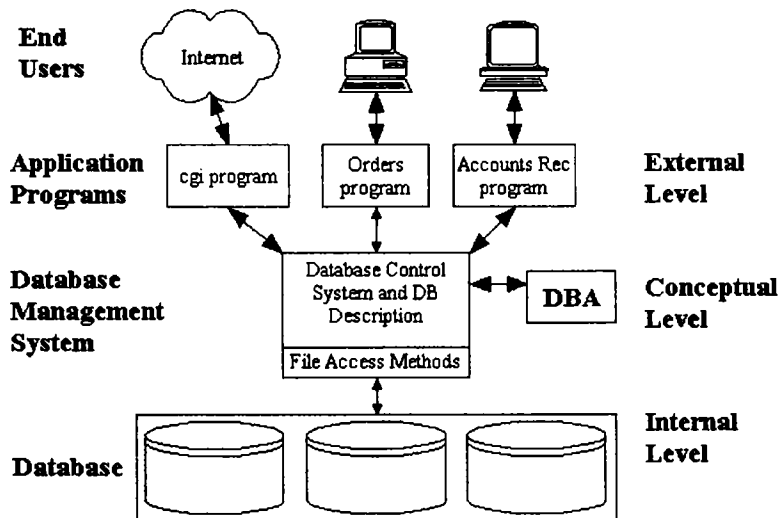 End
Users
Internet
Application
Programs
cgi program
Orders
program
Accounts Rec
program
External
Level
Database
Management
System
Database Control
System and DB
Description
File Access Methods
DBA
Conceptual
Level
Internal
Level
Database